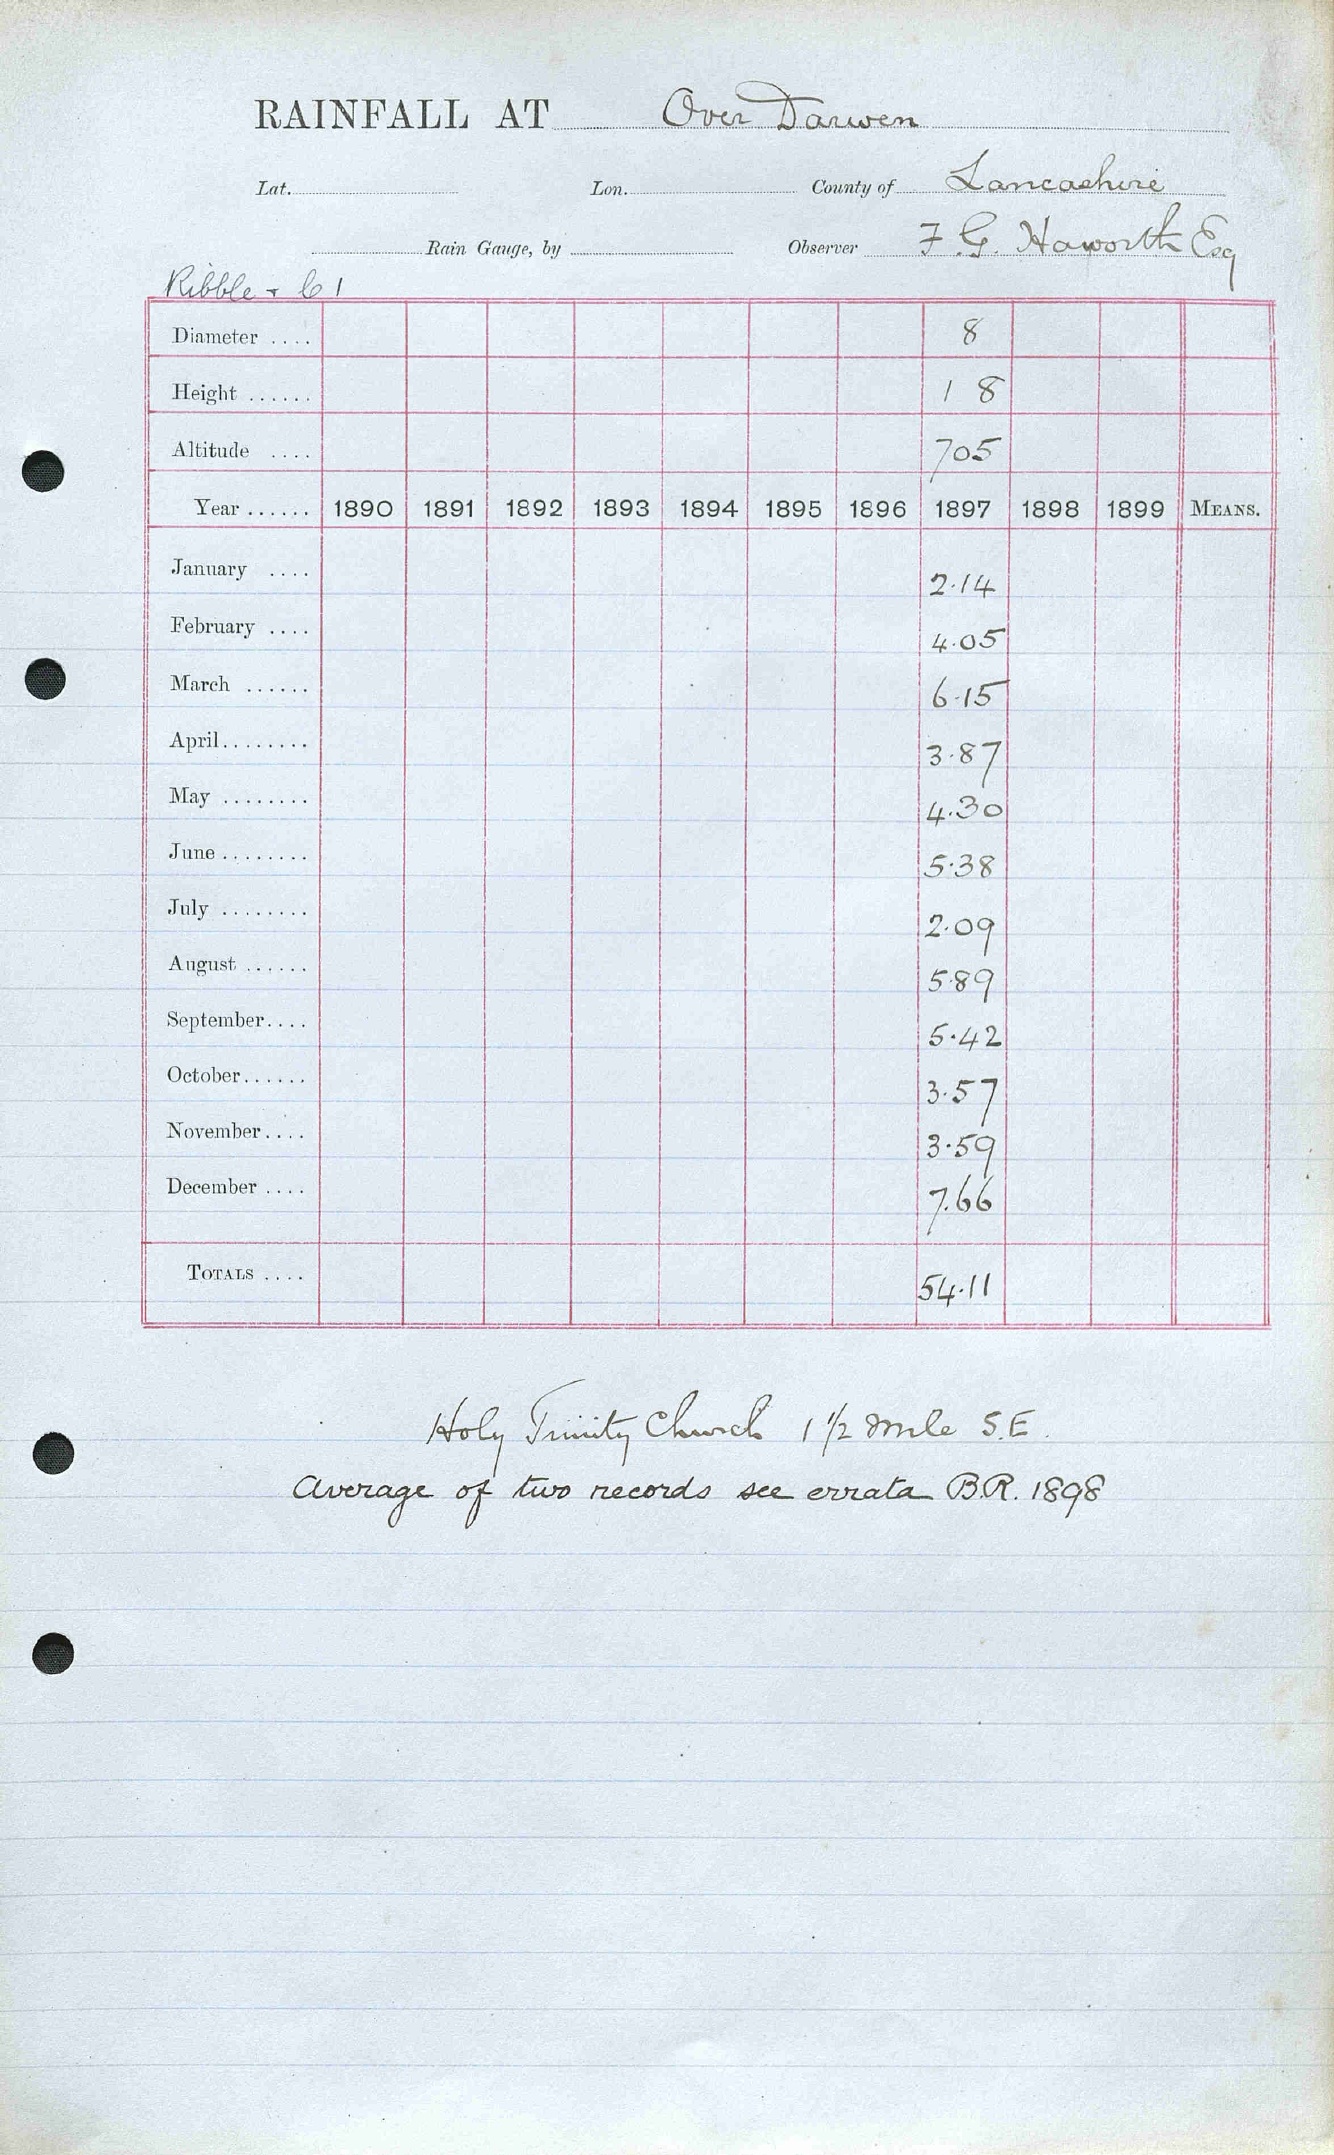 RAINFALL AT Over Darwen
Lat. Lon. County of Lancashire
Rain Gauge, by Observer F. G. Haworth Esq
Ribble - 61
Diameter .... 8
Height ...... 1 8
Altitude .... 705
Year ...... 1890 1891 1892 1893 1894 1895 1896 1897 1898 1899 MEANS.
January .... 2.14
February .... 4.05
March ...... 6.15
April........ 3.87
May ........ 4.30
June ........ 5.38
July ........ 2.09
August ...... 5.89
September.... 5.42
October...... 3.57
November.... 3.59
December .... 7.66
TOTALS .... 54.11
Holy Trinity Church 1 1/2 mile S.E.
Average of two records see errata B.R. 1898